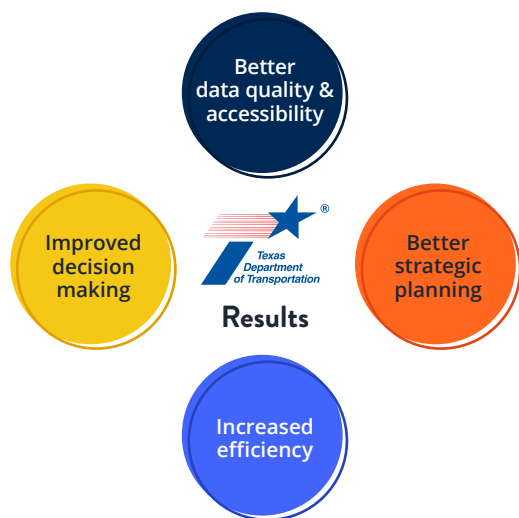 Better
data quality &
accessibility
Improved
decision
making
®
Texas
Department
of Transportation
Results
Better
strategic
planning
Increased
efficiency